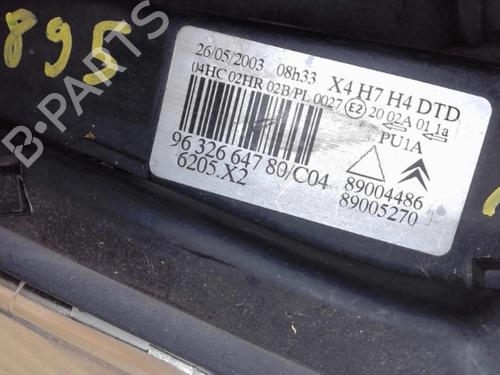 895
B-PARTS
26/05/2003 08h33 X4 H7 H4 DTD
04HC 02HR 02B/PL 0027 E2 20 02A 01 1a
PU1A
96 326 647 80/C04
6205.X2
89004486
89005270